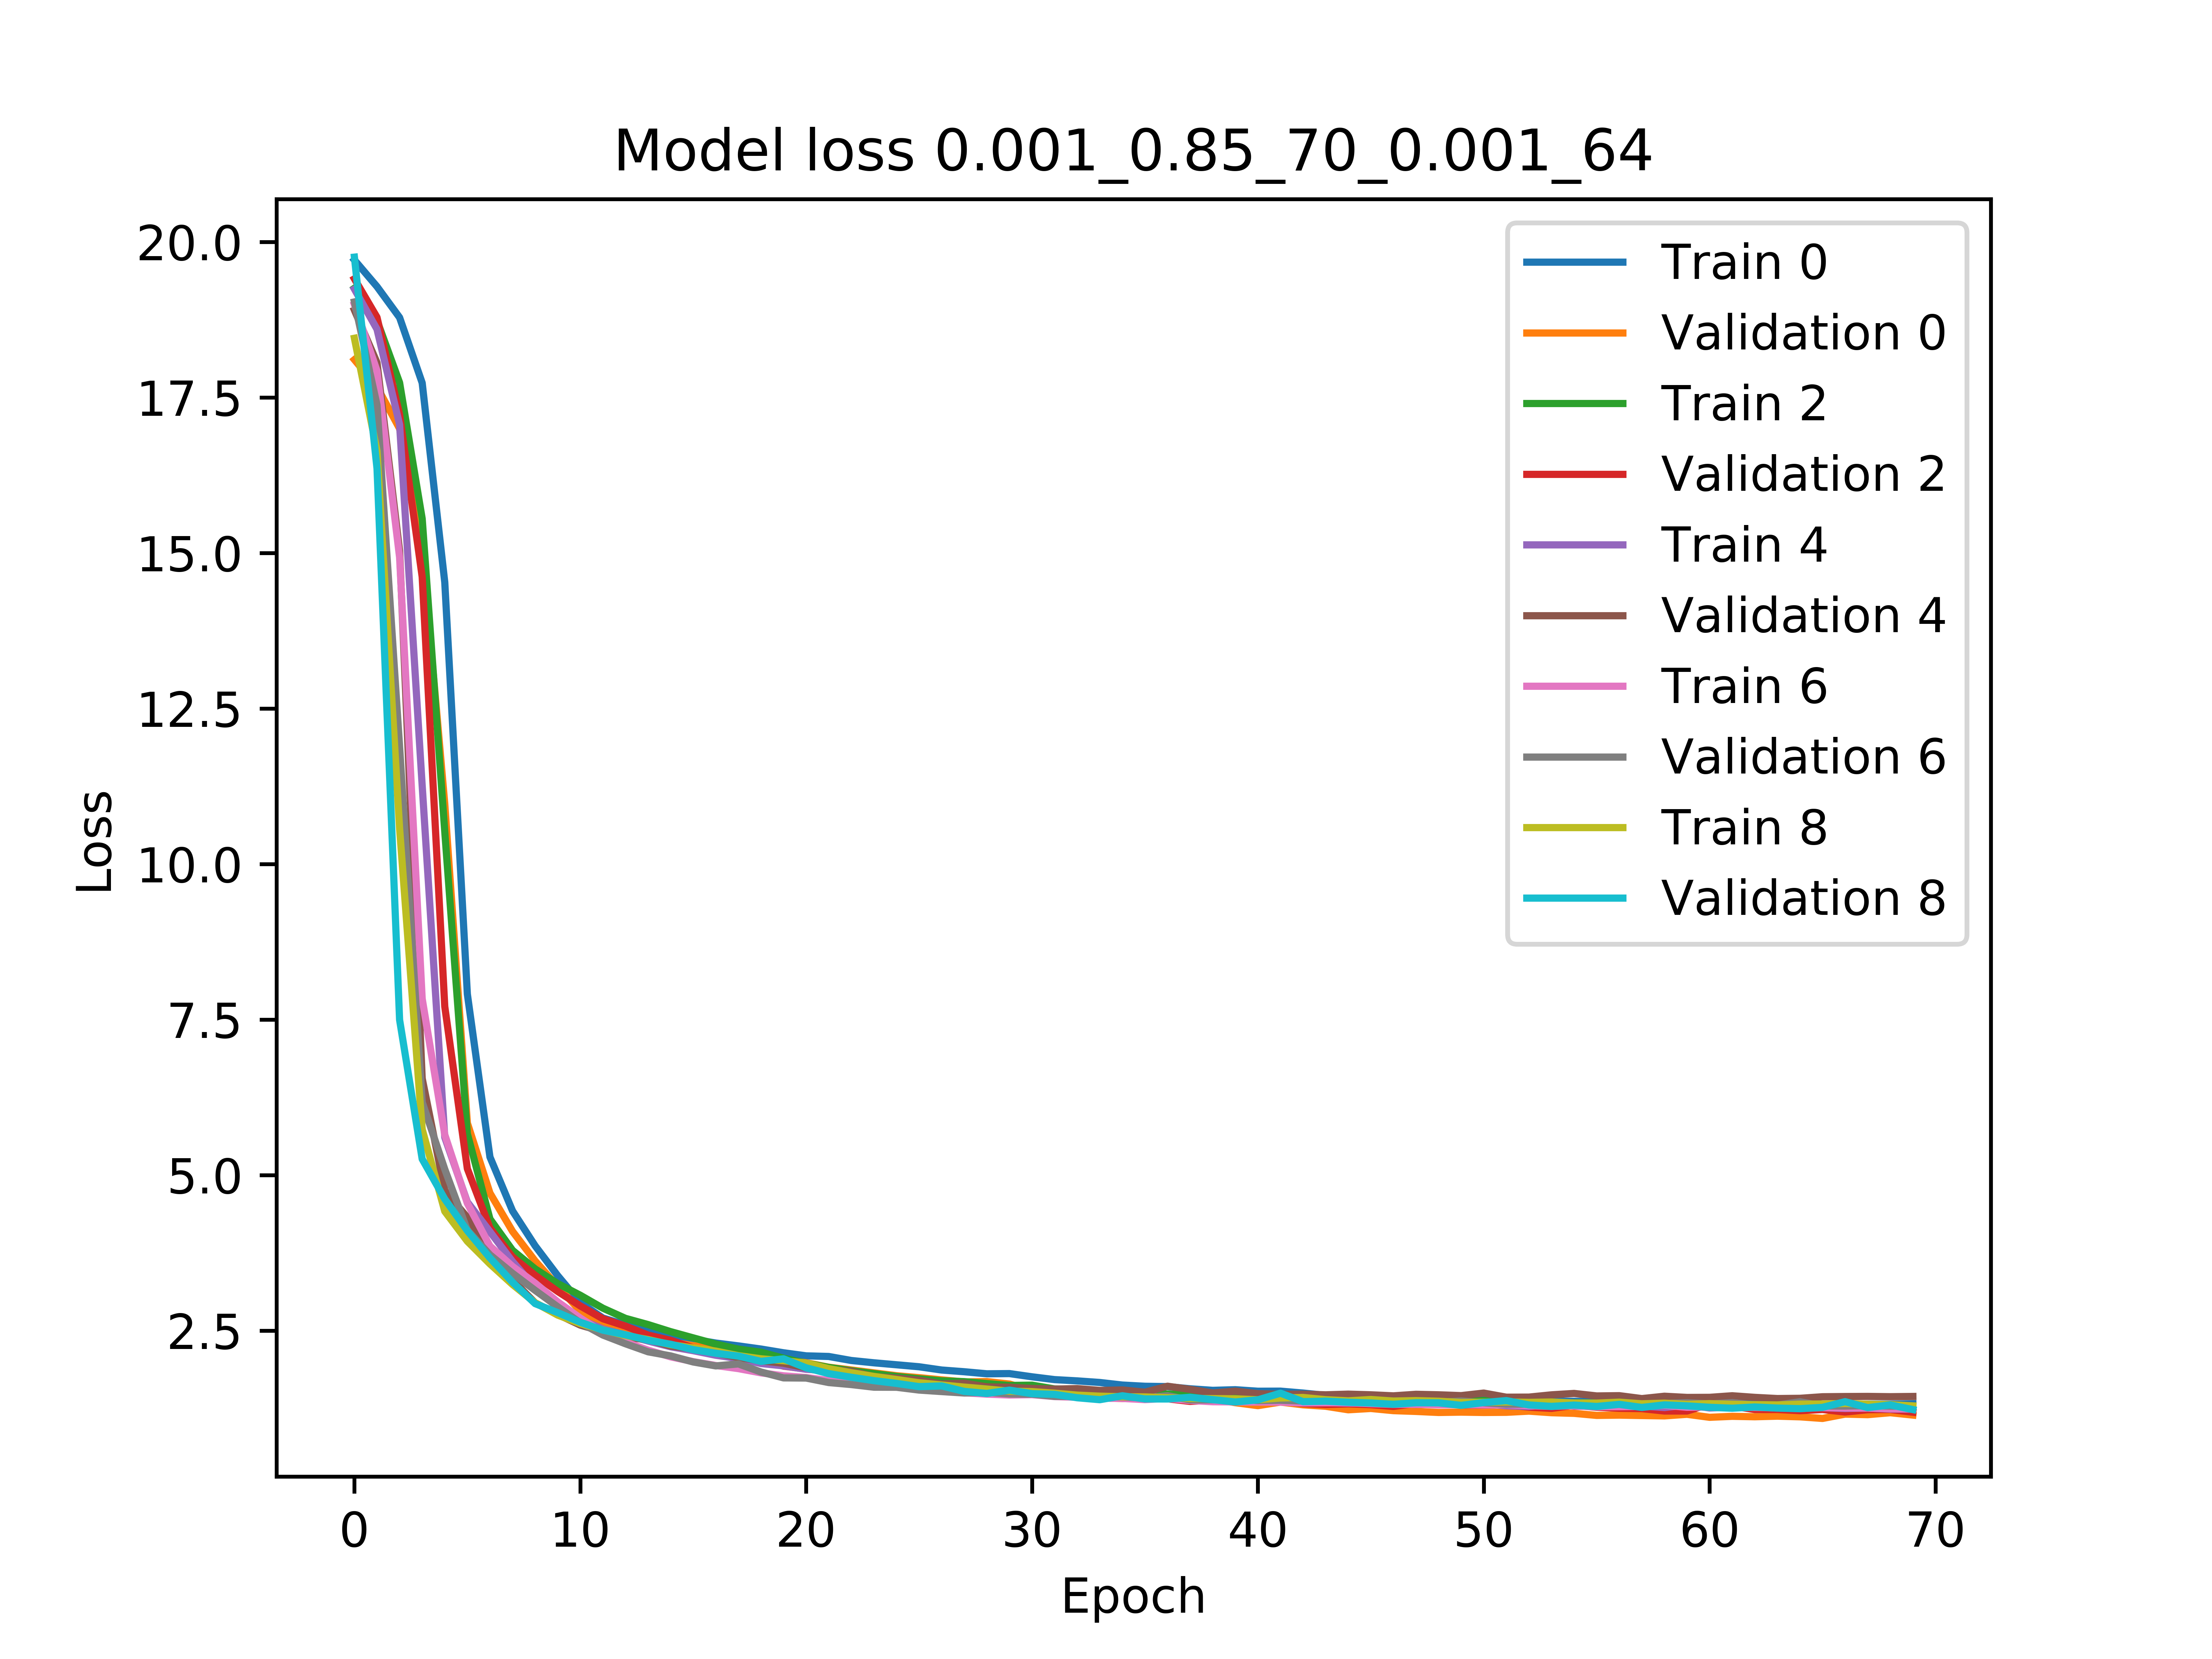 Model loss 0.001_0.85_70_0.001_64
20.0
17.5
15.0
12.5
10.0
7.5
5.0
2.5
Loss
Train 0
Validation 0
Train 2
Validation 2
Train 4
Validation 4
Train 6
Validation 6
Train 8
Validation 8
0 10 20 30 40 50 60 70
Epoch